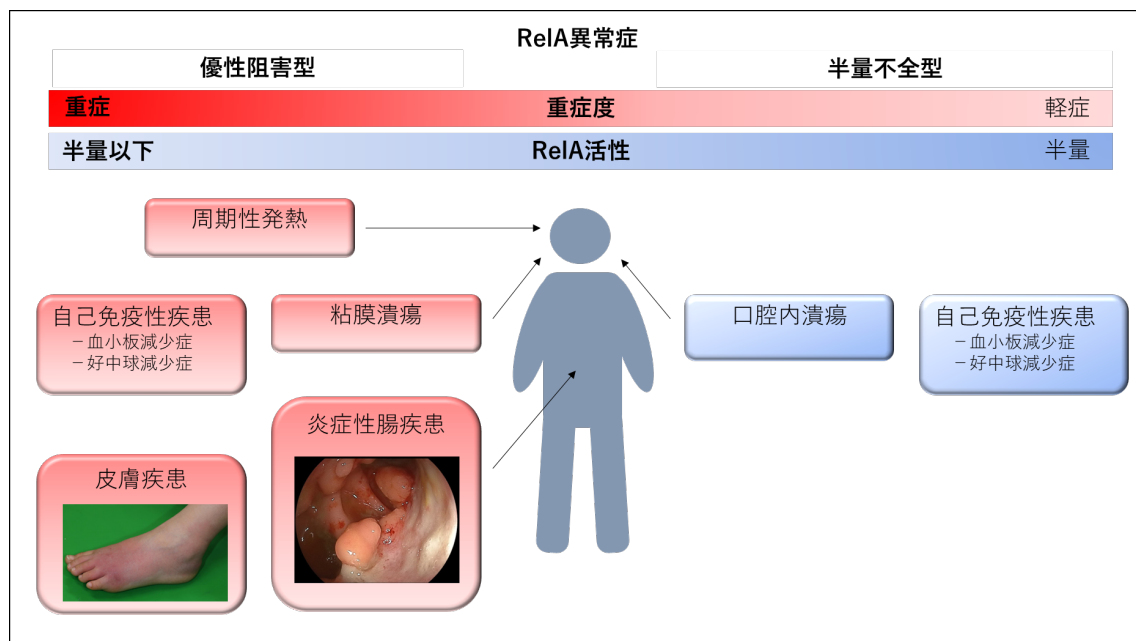 RelA異常症
優性阻害型
半量不全型
重症
重症度
軽症
半量以下
RelA活性
半量
周期性発熱
自己免疫性疾患
－血小板減少症
－好中球減少症
粘膜潰瘍
口腔内潰瘍
自己免疫性疾患
－血小板減少症
－好中球減少症
炎症性腸疾患
皮膚疾患